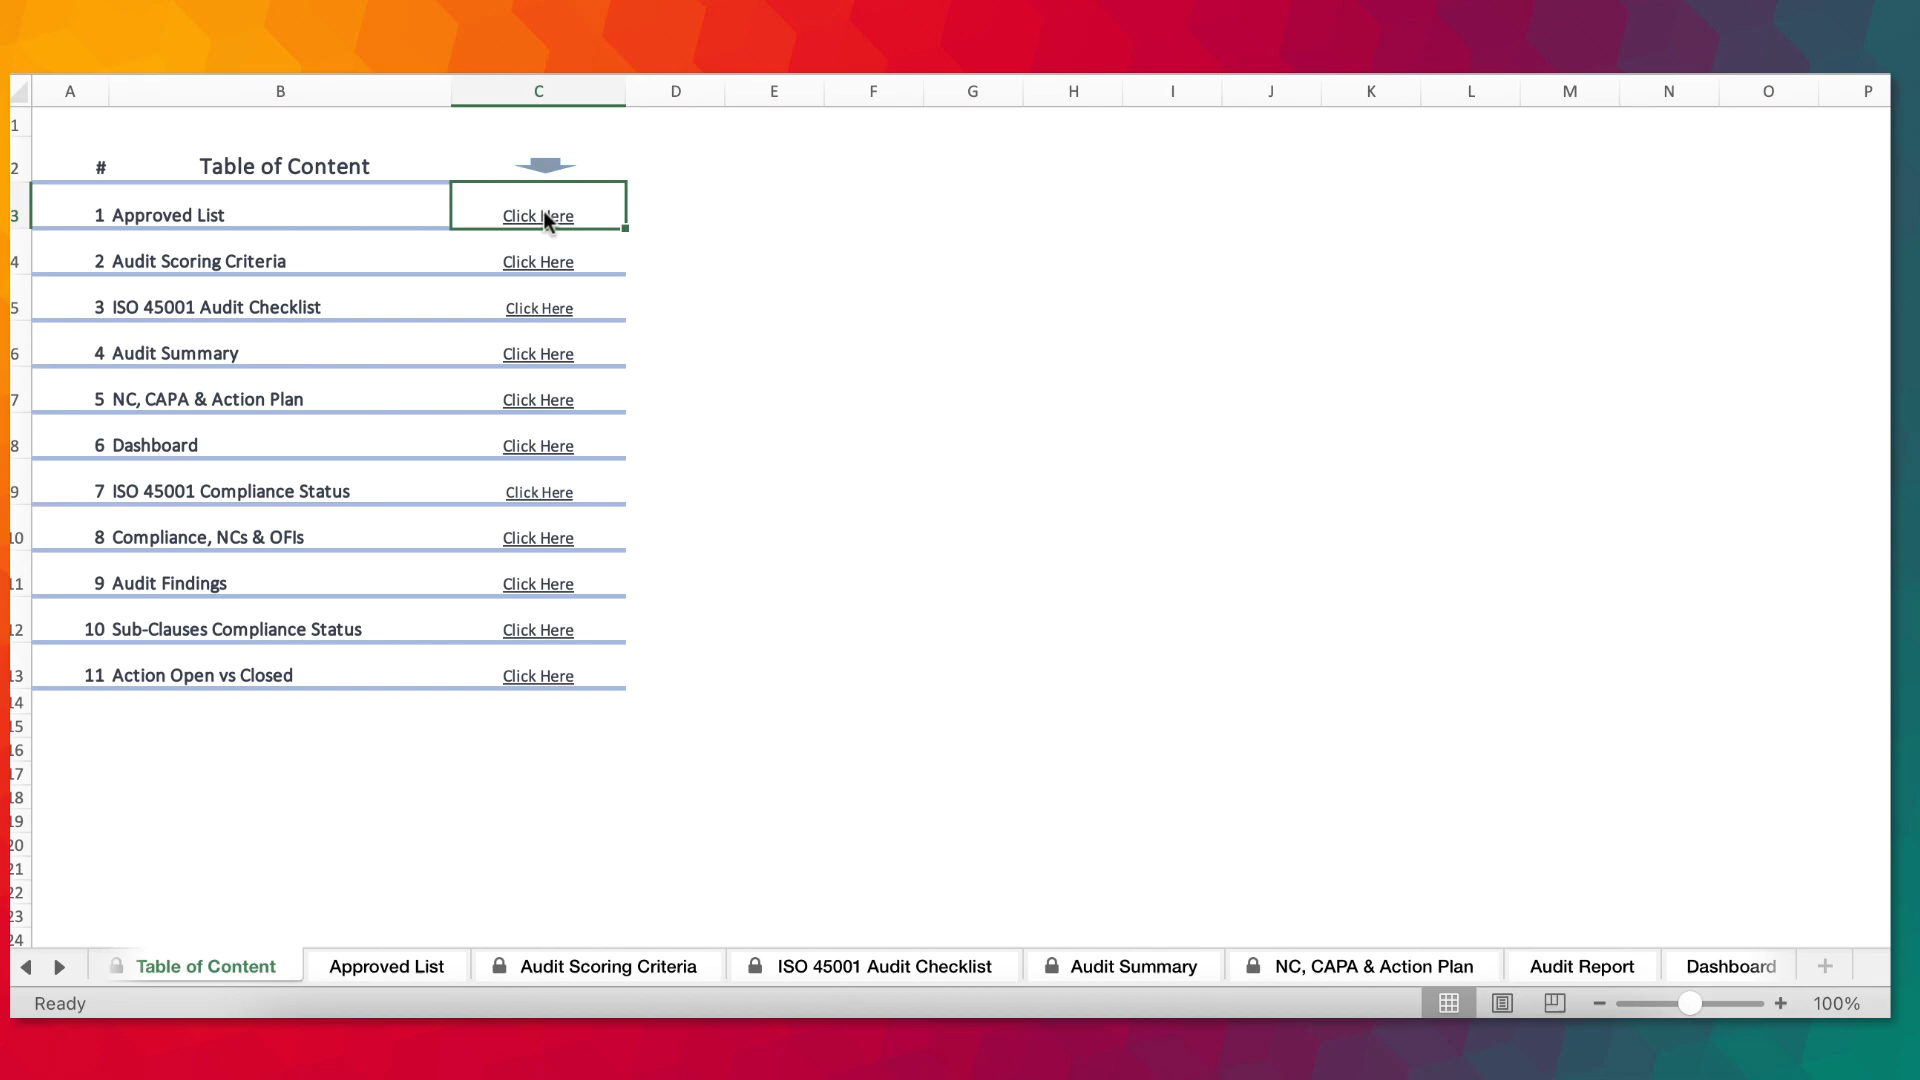 A B C D E F G H I J K L M N O P
1
2 # Table of Content
3 1 Approved List Click Here
4 2 Audit Scoring Criteria Click Here
5 3 ISO 45001 Audit Checklist Click Here
6 4 Audit Summary Click Here
7 5 NC, CAPA & Action Plan Click Here
8 6 Dashboard Click Here
9 7 ISO 45001 Compliance Status Click Here
10 8 Compliance, NCs & OFIs Click Here
11 9 Audit Findings Click Here
12 10 Sub-Clauses Compliance Status Click Here
13 11 Action Open vs Closed Click Here
14
15
16
17
18
19
20
21
22
23
24
Table of Content Approved List Audit Scoring Criteria ISO 45001 Audit Checklist Audit Summary NC, CAPA & Action Plan Audit Report Dashboard
Ready 100%